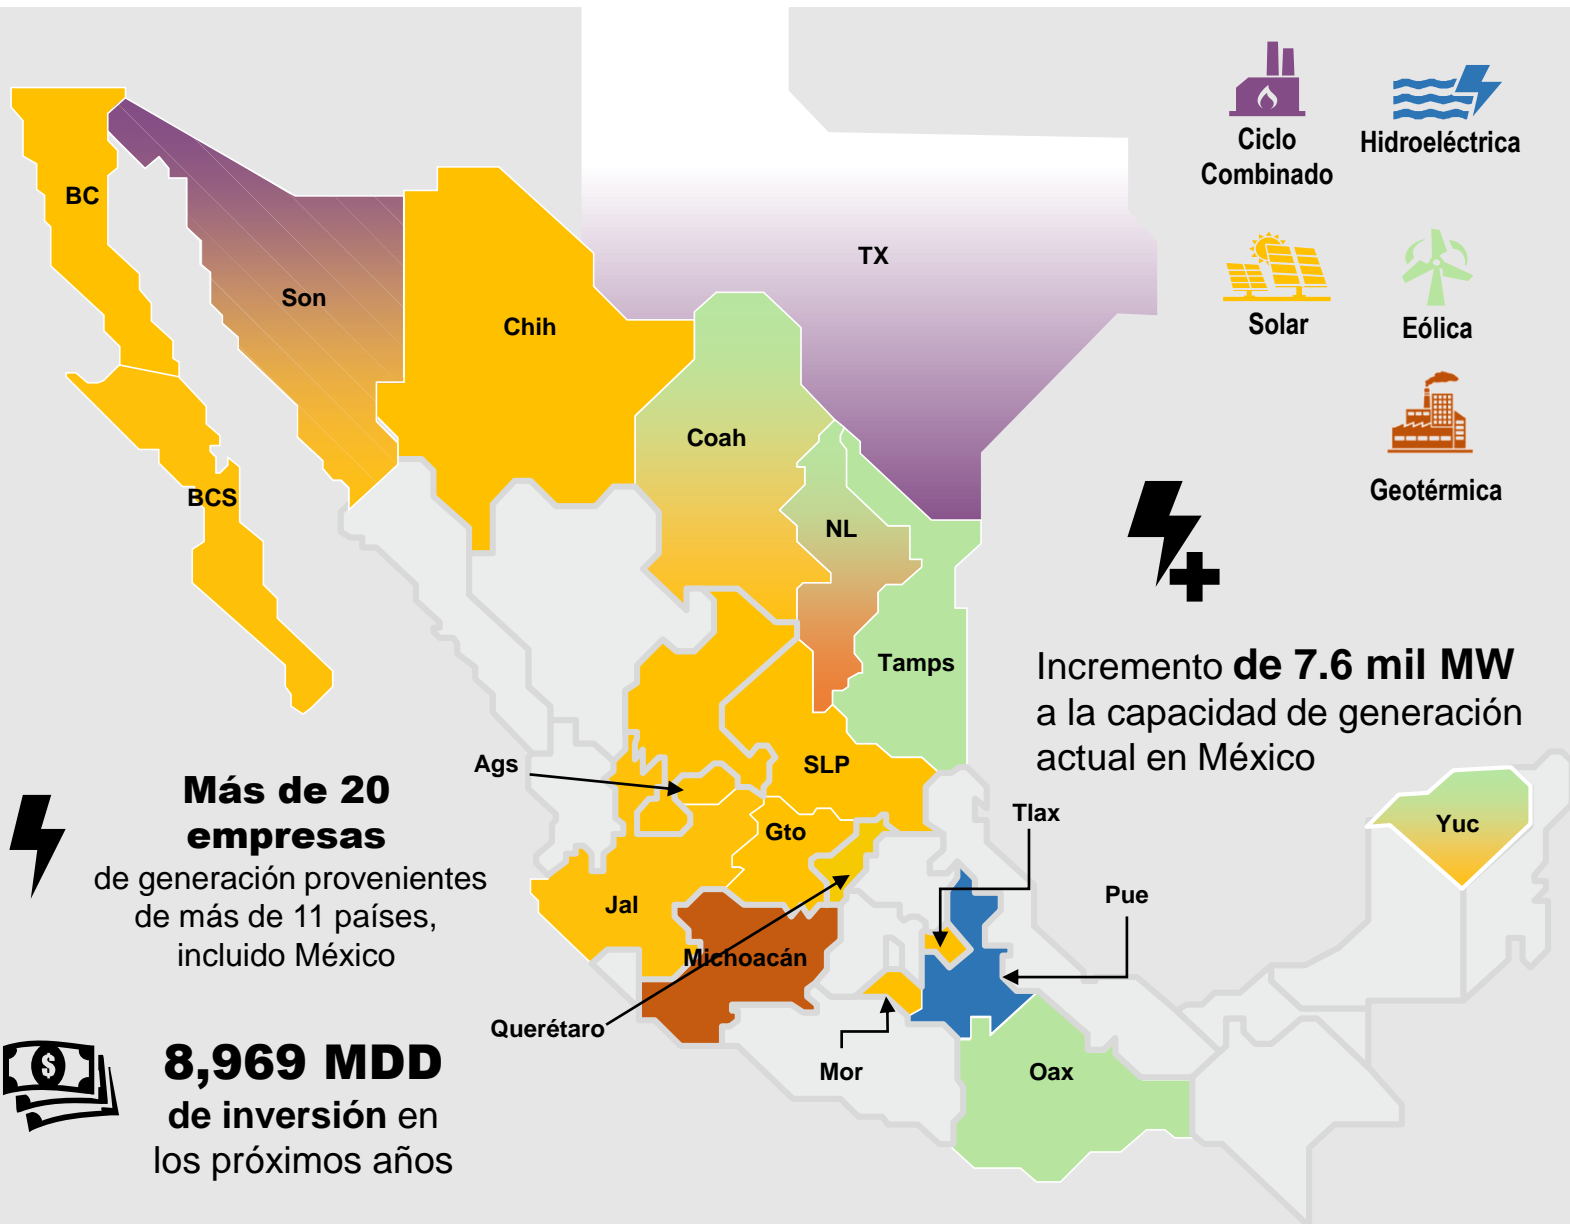 Ciclo
Combinado
Hidroeléctrica
Solar
Eólica
Geotérmica
BC
Son
Chih
TX
Coah
BCS
NL
Tamps
Incremento de 7.6 mil MW
a la capacidad de generación
actual en México
Ags
SLP
Más de 20
empresas
de generación provenientes
de más de 11 países,
incluido México
Gto
Tlax
Yuc
Jal
Pue
Michoacán
Querétaro
Mor
Oax
$
8,969 MDD
de inversión en
los próximos años